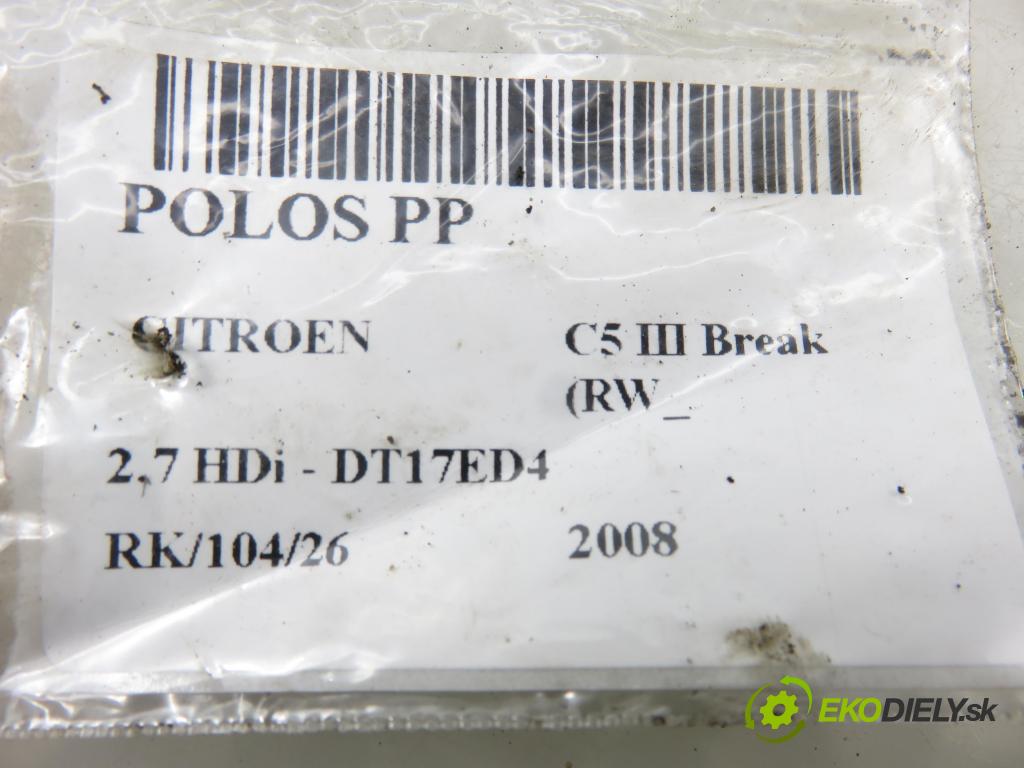 POLOS PP
CITROEN
C5 III Break
(RW_
2,7 HDi - DT17ED4
RK/104/26
2008
EKODIELY.sk